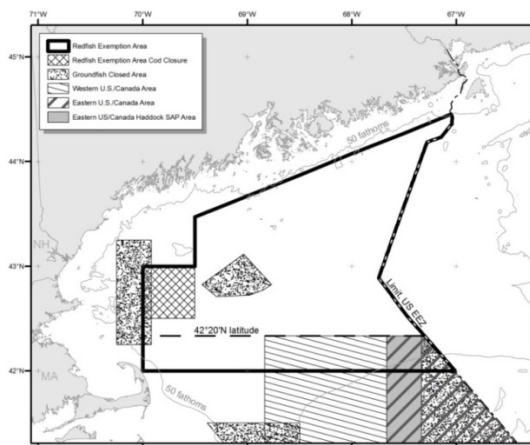 71°W 70°W 69°W 68°W 67°W
45°N
Redfish Exemption Area
Redfish Exemption Area Cod Closure
Groundfish Closed Area
Western U.S./Canada Area
Eastern U.S./Canada Area
Eastern US/Canada Haddock SAP Area
50 fathoms
44°N
NH
43°N
Limit, US EEZ
42°20'N latitude
42°N
MA
50 fathoms